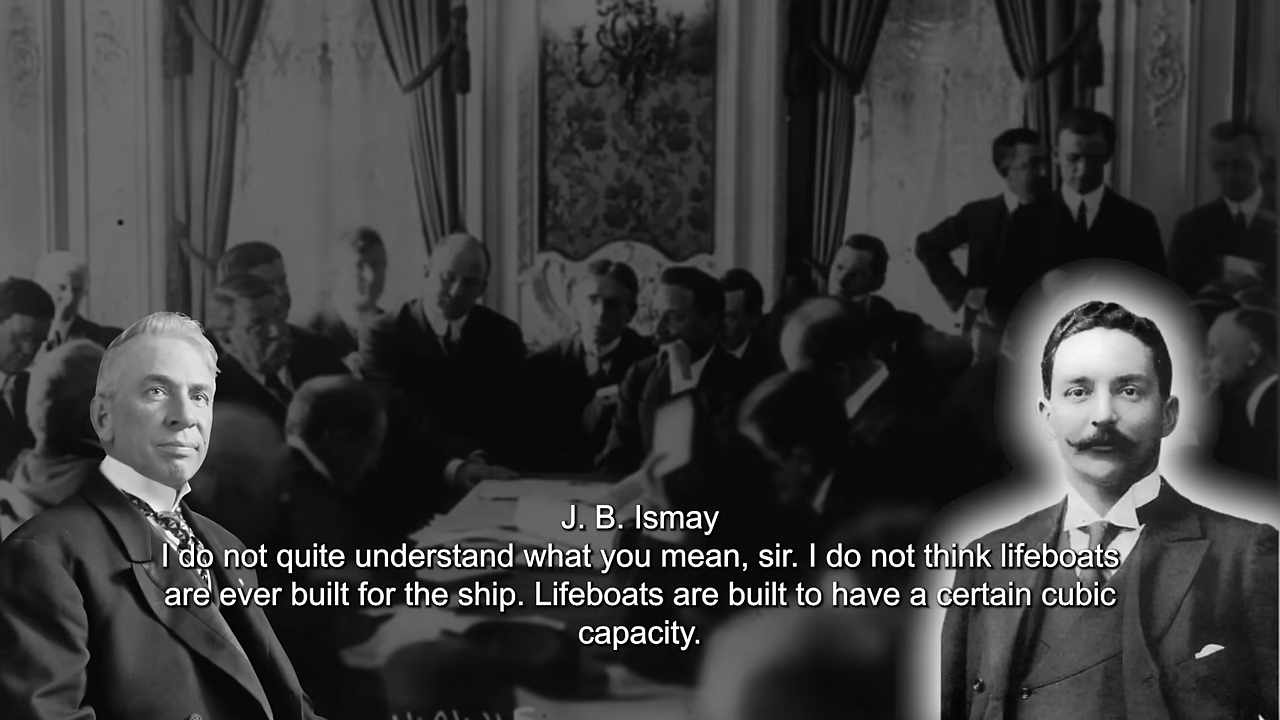 J. B. Ismay
I do not quite understand what you mean, sir. I do not think lifeboats
are ever built for the ship. Lifeboats are built to have a certain cubic
capacity.